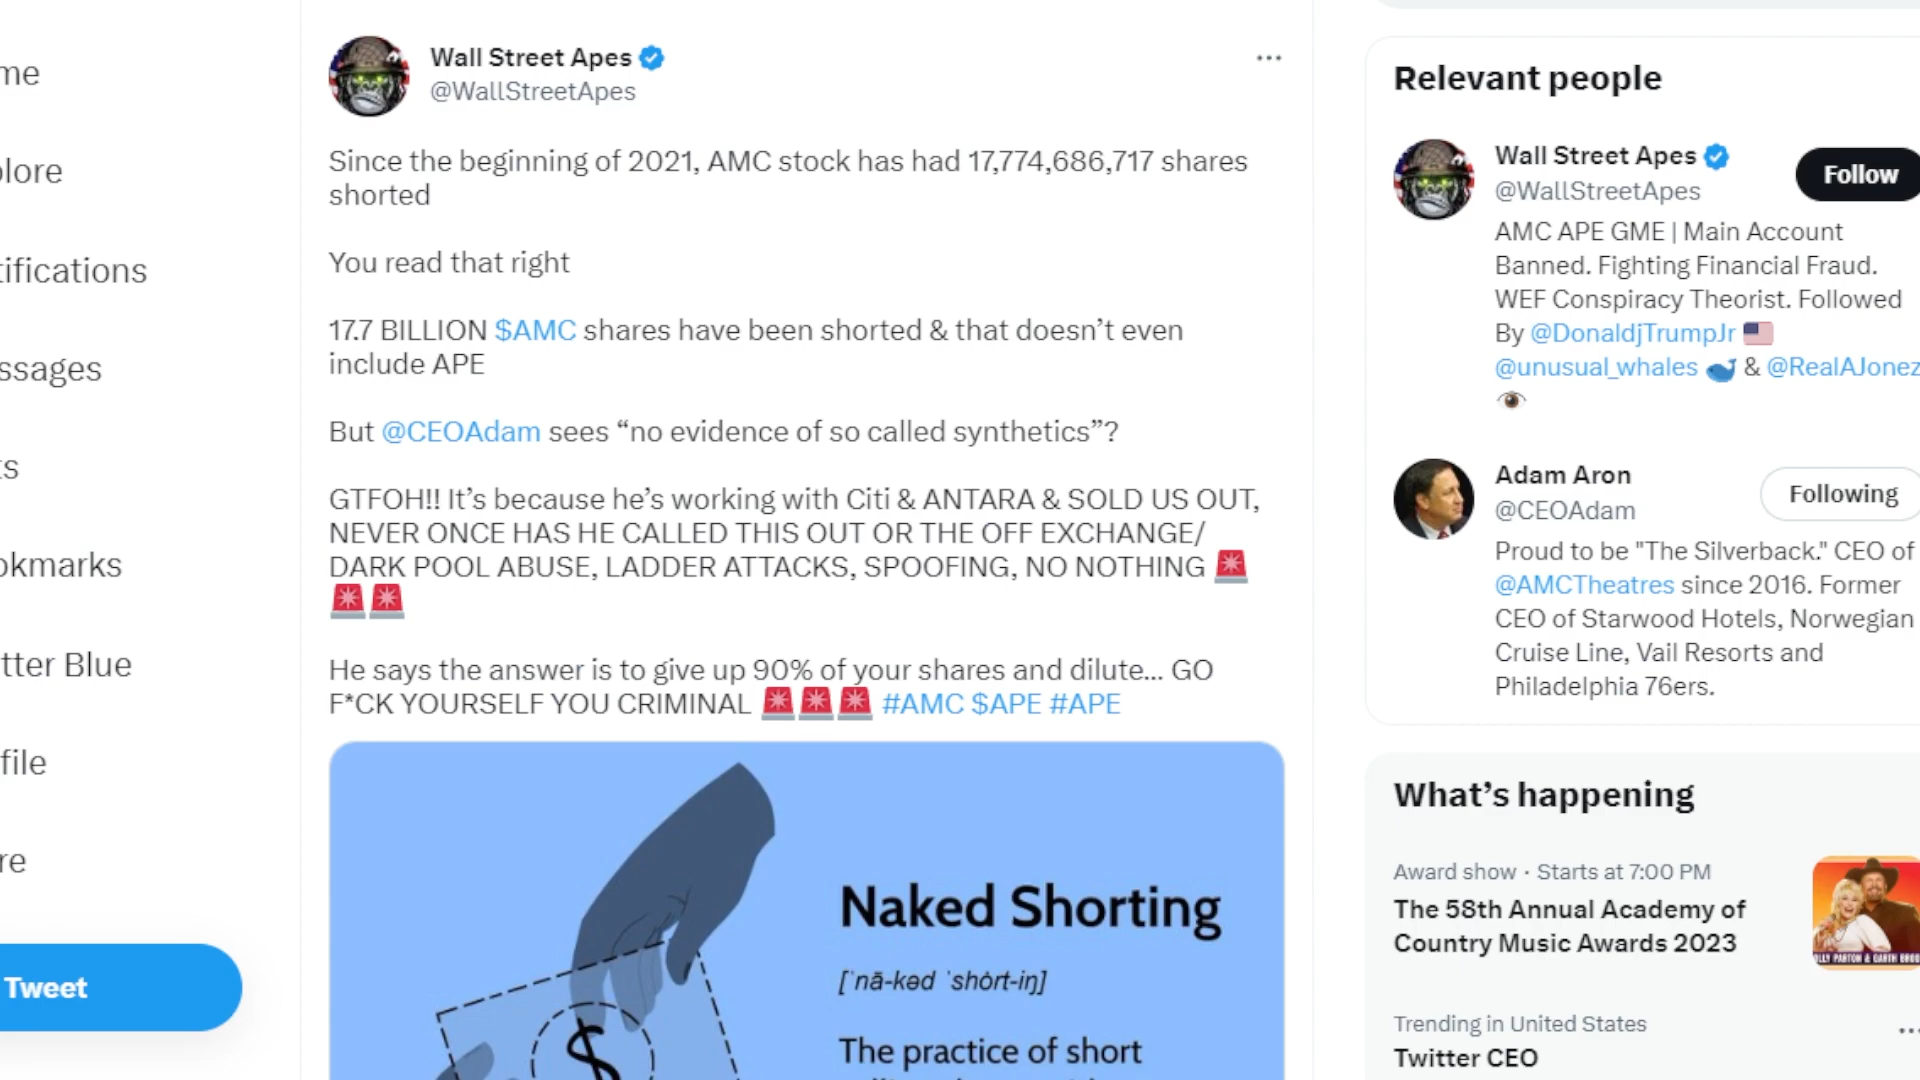 me
plore
tifications
ssages
ts
okmarks
tter Blue
file
re
Tweet
Wall Street Apes
@WallStreetApes
Since the beginning of 2021, AMC stock has had 17,774,686,717 shares
shorted
You read that right
17.7 BILLION $AMC shares have been shorted & that doesn’t even
include APE
But @CEOAdam sees “no evidence of so called synthetics”?
GTFOH!! It’s because he’s working with Citi & ANTARA & SOLD US OUT,
NEVER ONCE HAS HE CALLED THIS OUT OR THE OFF EXCHANGE/
DARK POOL ABUSE, LADDER ATTACKS, SPOOFING, NO NOTHING 🚨
🚨🚨
He says the answer is to give up 90% of your shares and dilute... GO
F*CK YOURSELF YOU CRIMINAL 🚨🚨🚨 #AMC $APE #APE
Naked Shorting
[ˈnā-kəd ˈshȯrt-iŋ]
The practice of short
$
Relevant people
Wall Street Apes
@WallStreetApes
Follow
AMC APE GME | Main Account
Banned. Fighting Financial Fraud.
WEF Conspiracy Theorist. Followed
By @DonaldjTrumpJr 🇺🇸
@unusual_whales 🐋 & @RealAJonez
👁️
Adam Aron
@CEOAdam
Following
Proud to be "The Silverback." CEO of
@AMCTheatres since 2016. Former
CEO of Starwood Hotels, Norwegian
Cruise Line, Vail Resorts and
Philadelphia 76ers.
What’s happening
Award show · Starts at 7:00 PM
The 58th Annual Academy of
Country Music Awards 2023
Trending in United States
Twitter CEO